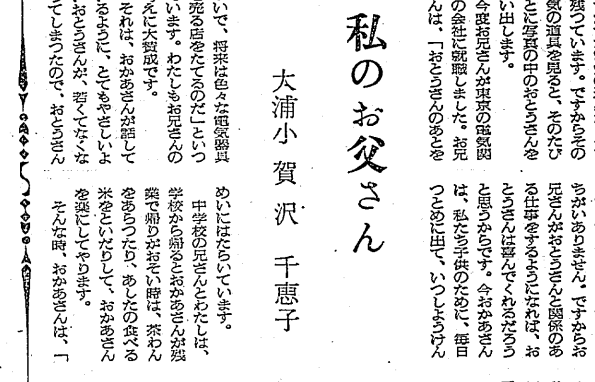 私のお父さん
大浦小 賀沢 千恵子
残つています。ですからその
気の道具を見ると、そのたび
とに写真の中のおとうさんを
い出します。
今度お兄さんが東京の電気関
の会社に就職しました。お兄
んは、「おとうさんのあとを
いで、将来は色々な電気器具
売る店をたてるのだ」といつ
います。わたしもお兄さんの
えに大賛成です。
それは、おかあさんが話して
るように、とてもやさしいよ
おとうさんが、若くてなくな
てしまつたので、おとうさん
ちがいありません。ですからお
兄さんがおとうさんと関係のあ
る仕事をするようになれば、お
とうさんは喜んでくれるだろう
と思うからです。今おかあさん
は、私たち子供のために、毎日
つとめに出て、いつしようけん
めいにはたらいています。
中学校の兄さんとわたしは、
学校から帰るとおかあさんが残
業で帰りがおそい時は、茶わん
をあらつたり、あしたの食べる
米をといだりして、おかあさん
を楽にしてやります。
そんな時、おかあさんは、「